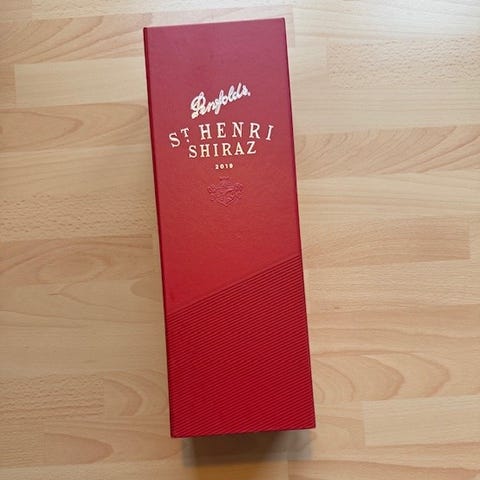 Penfolds.
ST HENRI
SHIRAZ
2019